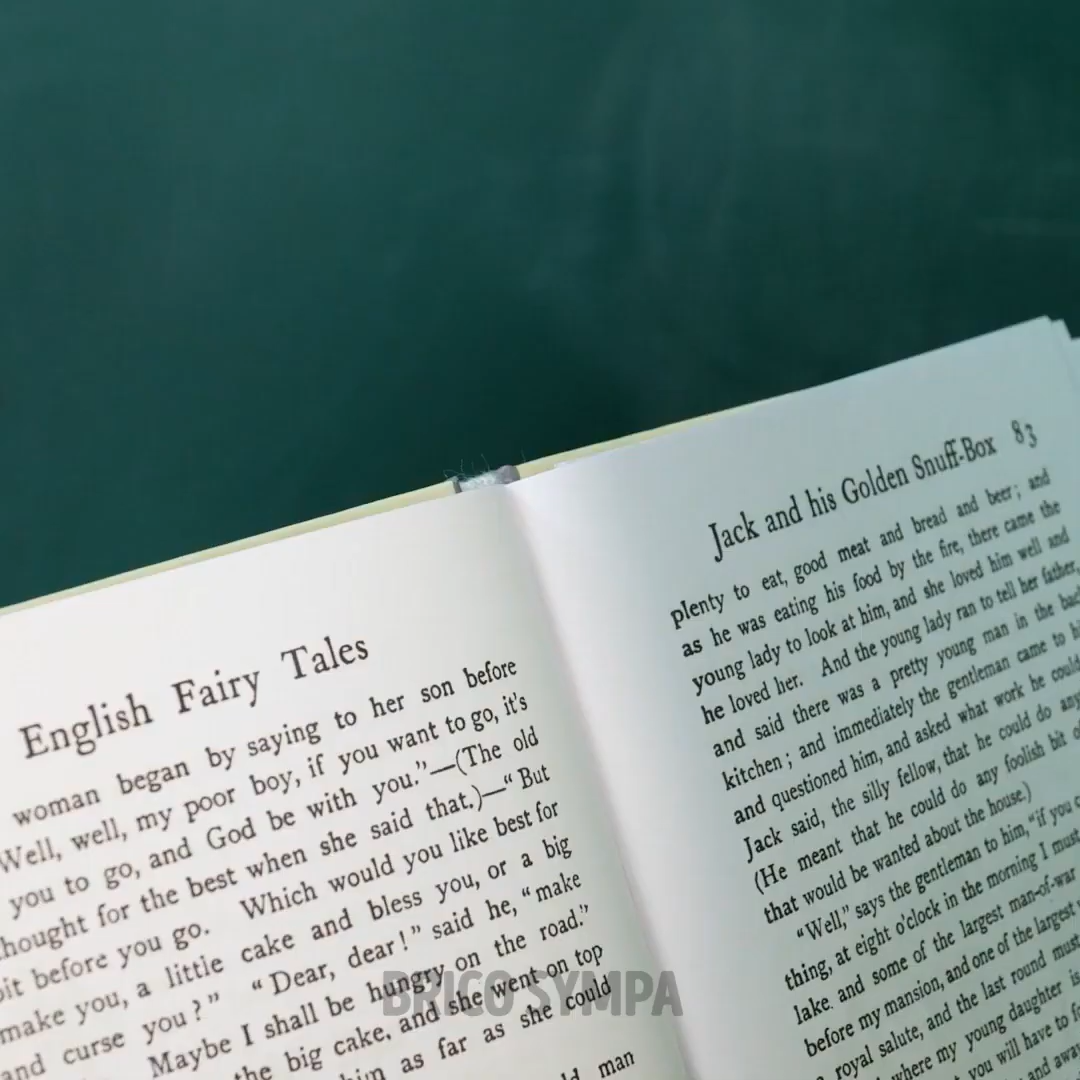 English Fairy Tales
woman began by saying to her son before
Well, well, my poor boy, if you want to go, it's
you to go, and God be with you."—(The old
thought for the best when she said that.)—"But
bit before you go. Which would you like best for
make you, a little cake and bless you, or a big
and curse you?" "Dear, dear!" said he, "make
Maybe I shall be hungry on the road."
the big cake, and she went on top
him as far as she could
man
Jack and his Golden Snuff-Box 83
plenty to eat, good meat and bread and beer; and
as he was eating his food by the fire, there came the
young lady to look at him, and she loved him well and
he loved her. And the young lady ran to tell her father,
and said there was a pretty young man in the back
kitchen; and immediately the gentleman came to
and questioned him, and asked what work he could
Jack said, the silly fellow, that he could do
(He meant that he could do any foolish bit
that would be wanted about the house.)
"Well," says the gentleman to him, "if you
thing, at eight o'clock in the morning I must
lake. and some of the largest man-of-war
before my mansion, and one of the largest
royal salute, and the last round must
where my young daughter is
you will have to
and
BRICO SYMPA